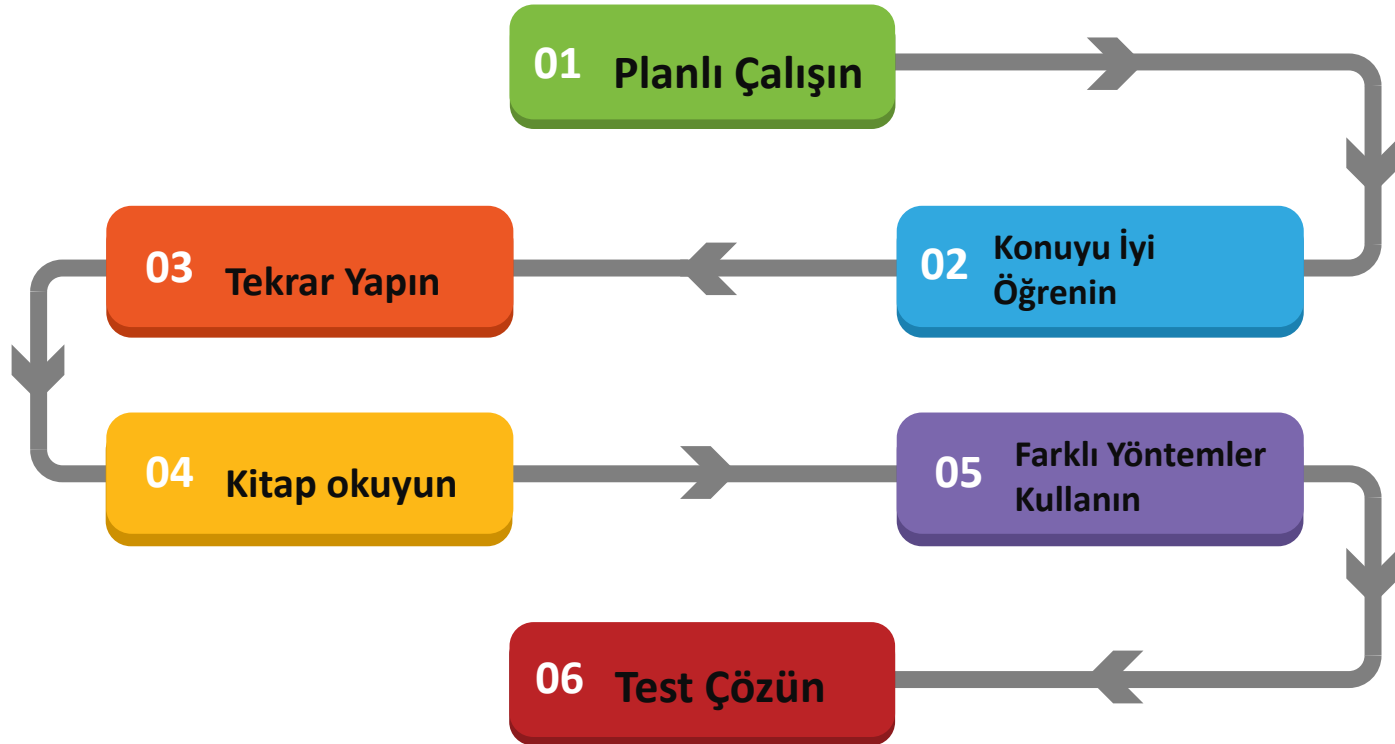 01 Planlı Çalışın
02 Konuyu İyi
Öğrenin
03 Tekrar Yapın
04 Kitap okuyun
05 Farklı Yöntemler
Kullanın
06 Test Çözün